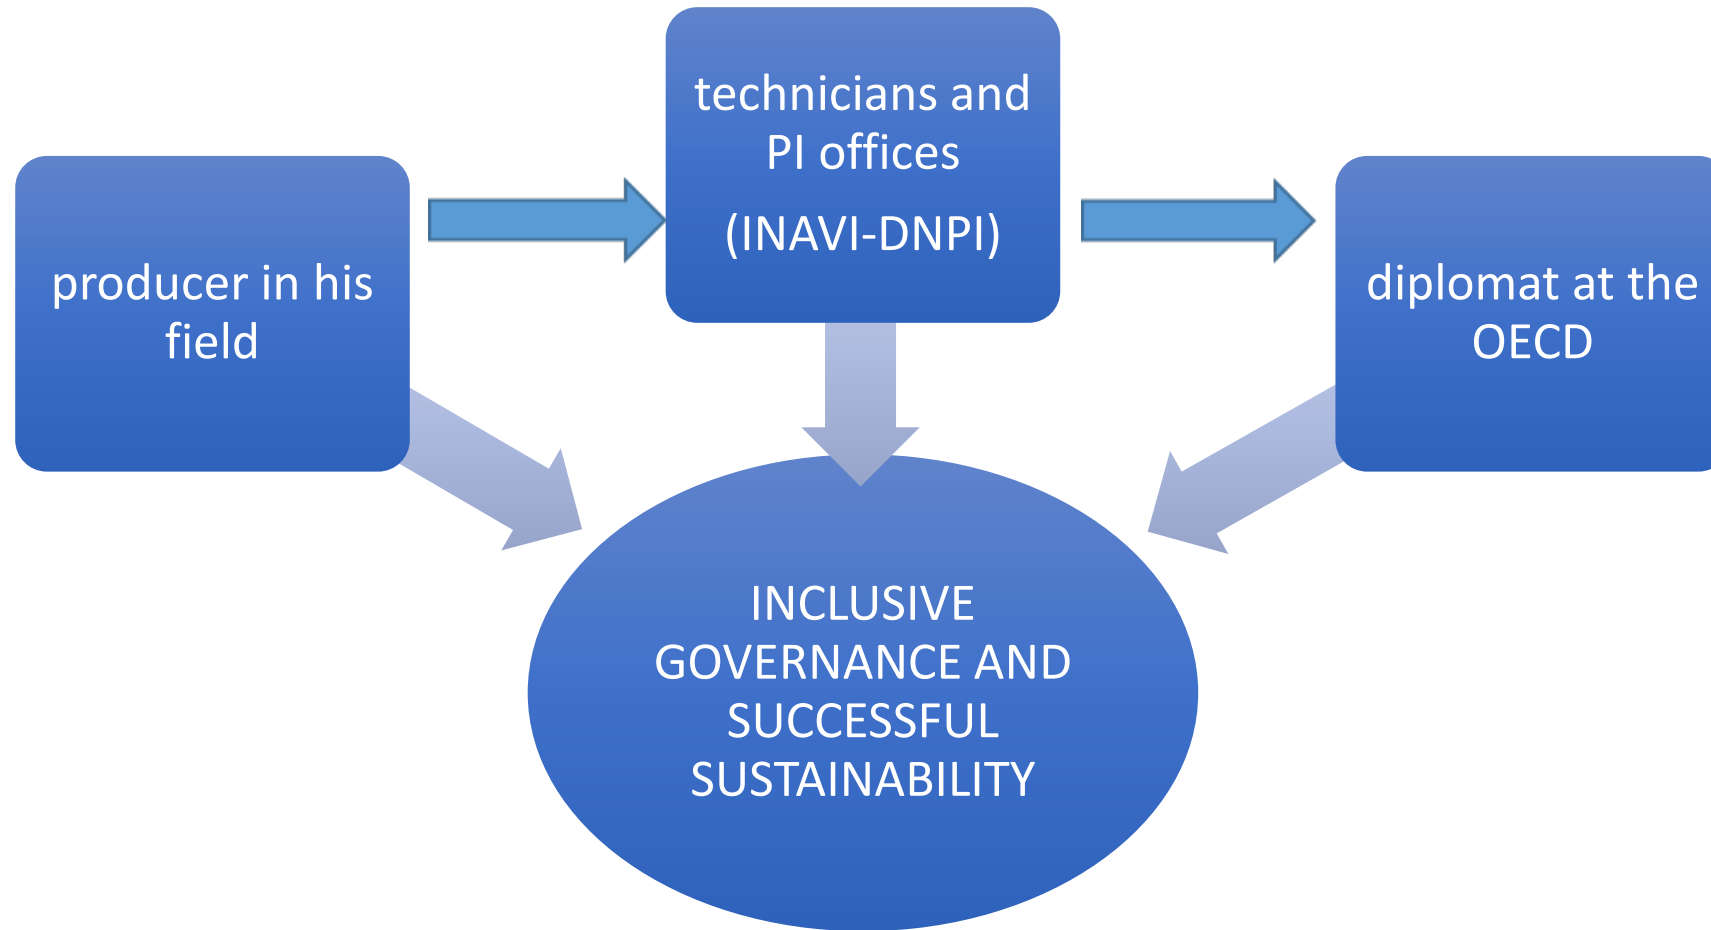 technicians and
PI offices
(INAVI-DNPI)
producer in his
field
diplomat at the
OECD
INCLUSIVE
GOVERNANCE AND
SUCCESSFUL
SUSTAINABILITY